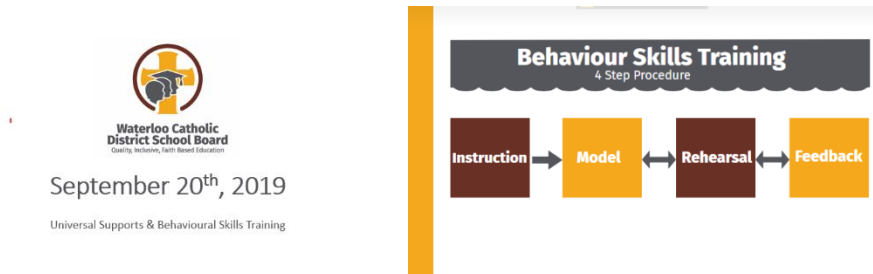 Waterloo Catholic
District School Board
Quality, Inclusive, Faith Based Education
September 20th, 2019
Universal Supports & Behavioural Skills Training
Behaviour Skills Training
4 Step Procedure
Instruction
Model
Rehearsal
Feedback